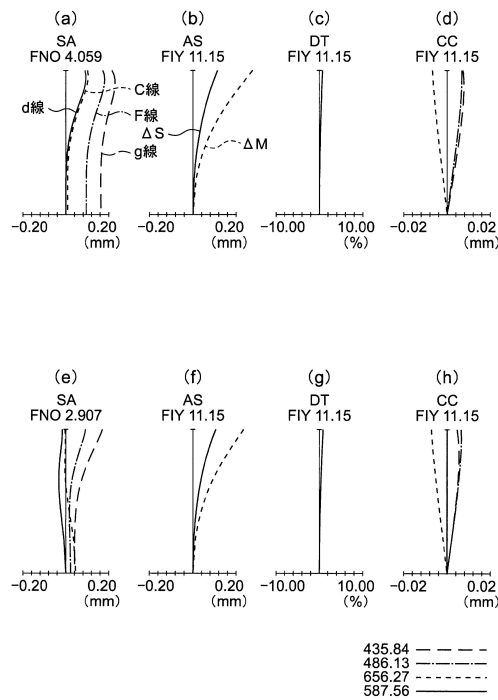 (a) (b) (c) (d)
SA AS DT CC
FNO 4.059 FIY 11.15 FIY 11.15 FIY 11.15
C線
d線
F線
ΔS
ΔM
g線
-0.20 0.20 -0.20 0.20 -10.00 10.00 -0.02 0.02
(mm) (mm) (%) (mm)
(e) (f) (g) (h)
SA AS DT CC
FNO 2.907 FIY 11.15 FIY 11.15 FIY 11.15
-0.20 0.20 -0.20 0.20 -10.00 10.00 -0.02 0.02
(mm) (mm) (%) (mm)
435.84
486.13
656.27
587.56